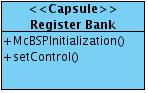 <<Capsule>>
Register Bank
+McBSPInitialization()
+setControl()